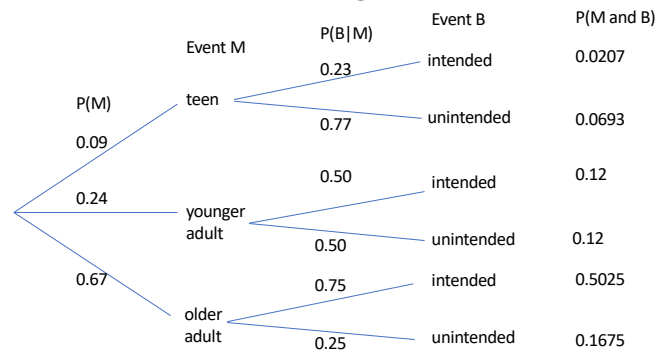 Event M
P(B|M)
Event B
P(M and B)
0.23
intended
0.0207
P(M)
teen
0.77
unintended
0.0693
0.09
0.50
intended
0.12
0.24
younger
adult
0.50
unintended
0.12
0.67
0.75
intended
0.5025
older
adult
0.25
unintended
0.1675